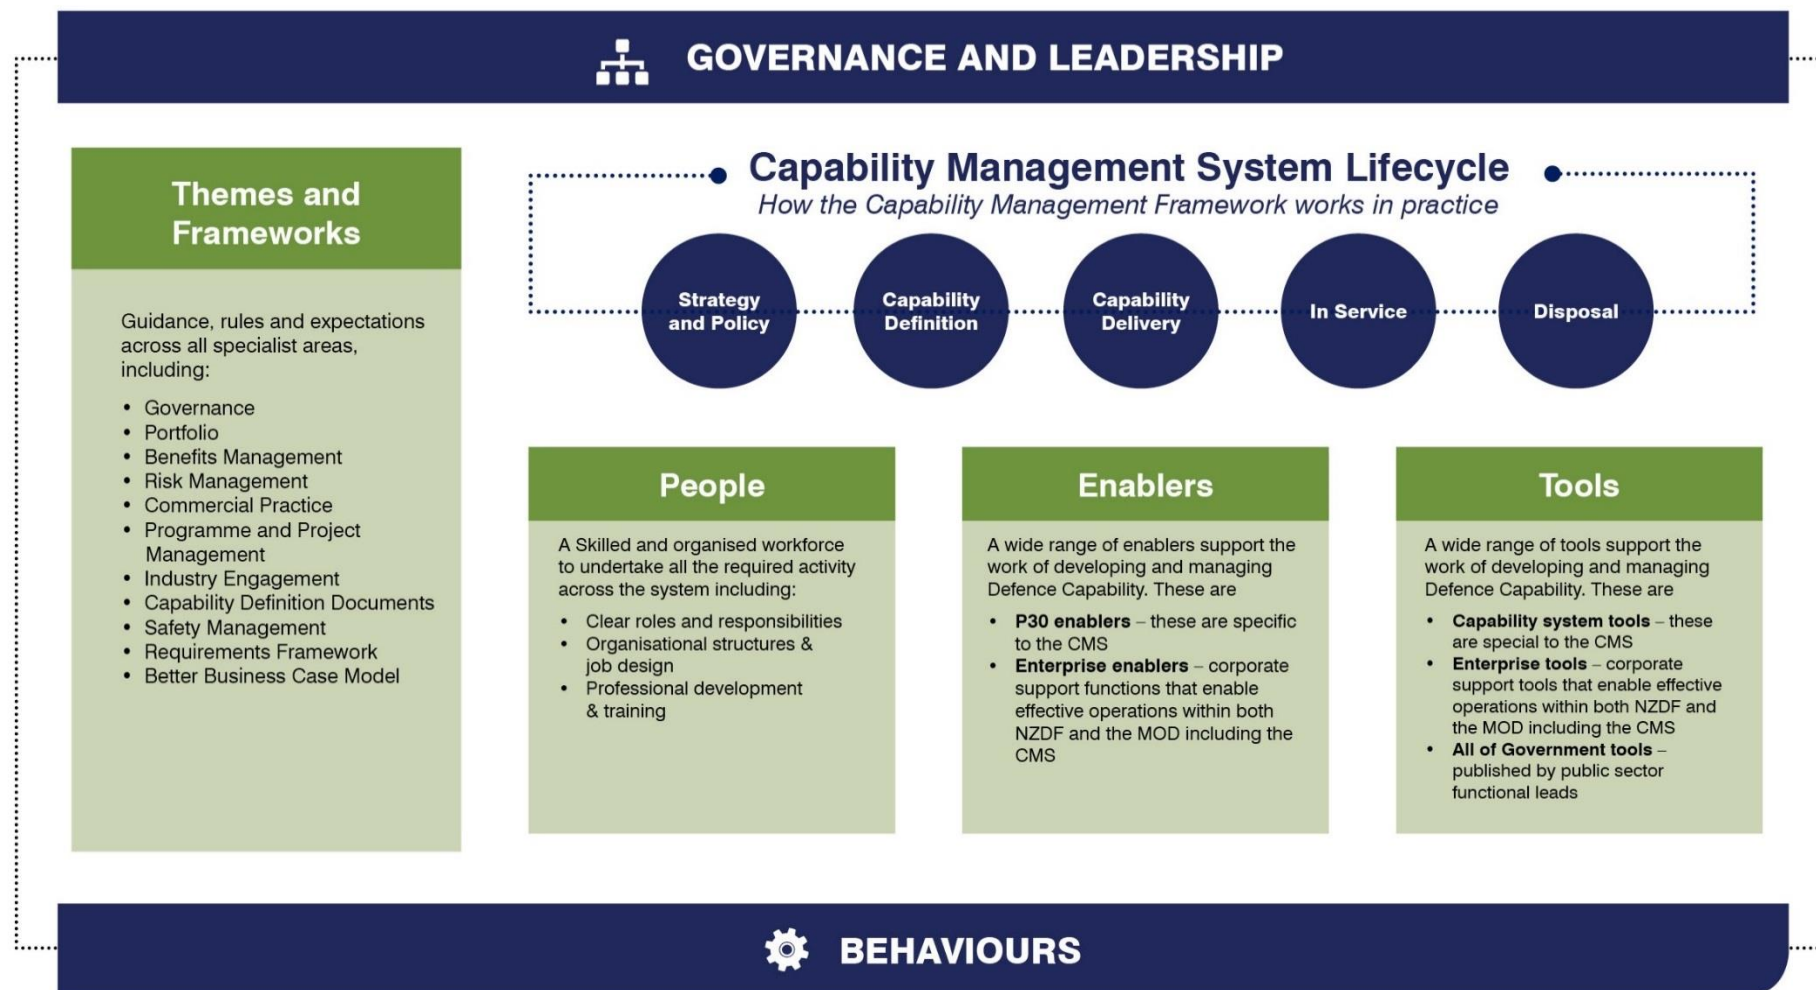 GOVERNANCE AND LEADERSHIP
Themes and
Frameworks
Guidance, rules and expectations
across all specialist areas,
including:
• Governance
• Portfolio
• Benefits Management
• Risk Management
• Commercial Practice
• Programme and Project
Management
• Industry Engagement
• Capability Definition Documents
• Safety Management
• Requirements Framework
• Better Business Case Model
Capability Management System Lifecycle
How the Capability Management Framework works in practice
Strategy
and Policy
Capability
Definition
Capability
Delivery
In Service
Disposal
People
A Skilled and organised workforce
to undertake all the required activity
across the system including:
• Clear roles and responsibilities
• Organisational structures &
job design
• Professional development
& training
Enablers
A wide range of enablers support the
work of developing and managing
Defence Capability. These are
• P30 enablers – these are specific
to the CMS
• Enterprise enablers – corporate
support functions that enable
effective operations within both
NZDF and the MOD including the
CMS
Tools
A wide range of tools support the
work of developing and managing
Defence Capability. These are
• Capability system tools – these
are special to the CMS
• Enterprise tools – corporate
support tools that enable effective
operations within both NZDF and
the MOD including the CMS
• All of Government tools –
published by public sector
functional leads
BEHAVIOURS